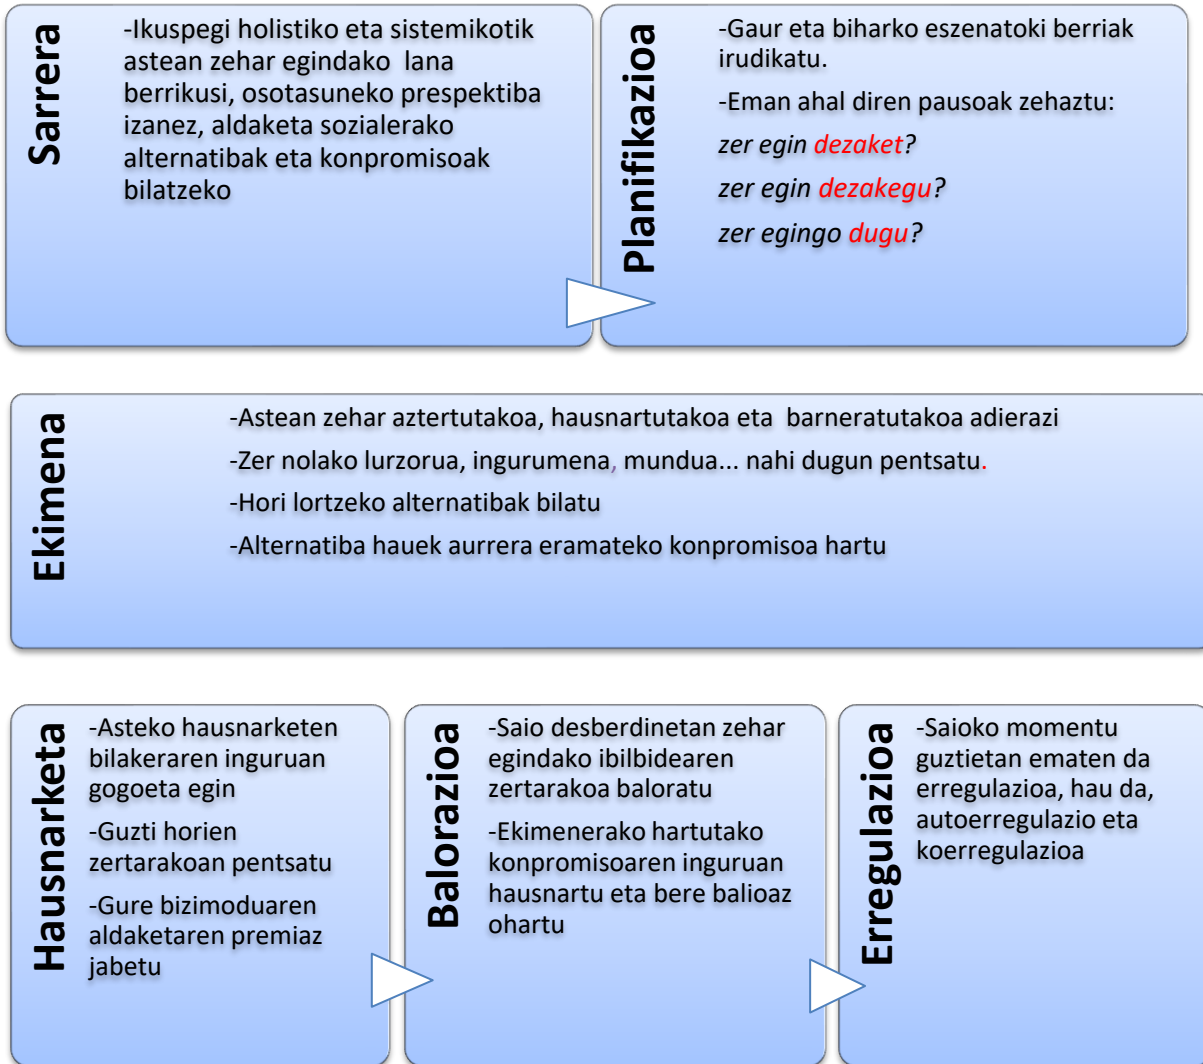 Sarrera
-Ikuspegi holistiko eta sistemikotik
astean zehar egindako lana
berrikusi, osotasuneko prespektiba
izanez, aldaketa sozialerako
alternatibak eta konpromisoak
bilatzeko
Planifikazioa
-Gaur eta biharko eszenatoki berriak
irudikatu.
-Eman ahal diren pausoak zehaztu:
zer egin dezaket?
zer egin dezakegu?
zer egingo dugu?
Ekimena
-Astean zehar aztertutakoa, hausnartutakoa eta barneratutakoa adierazi
-Zer nolako lurzorua, ingurumena, mundua... nahi dugun pentsatu.
-Hori lortzeko alternatibak bilatu
-Alternatiba hauek aurrera eramateko konpromisoa hartu
Hausnarketa
-Asteko hausnarketen
bilakeraren inguruan
gogoeta egin
-Guzti horien
zertarakoan pentsatu
-Gure bizimoduaren
aldaketaren premiaz
jabetu
Balorazioa
-Saio desberdinetan zehar
egindako ibilbidearen
zertarakoa baloratu
-Ekimenerako hartutako
konpromisoaren inguruan
hausnartu eta bere balioaz
ohartu
Erregulazioa
-Saioko momentu
guztietan ematen da
erregulazioa, hau da,
autoerregulazio eta
koerregulazioa